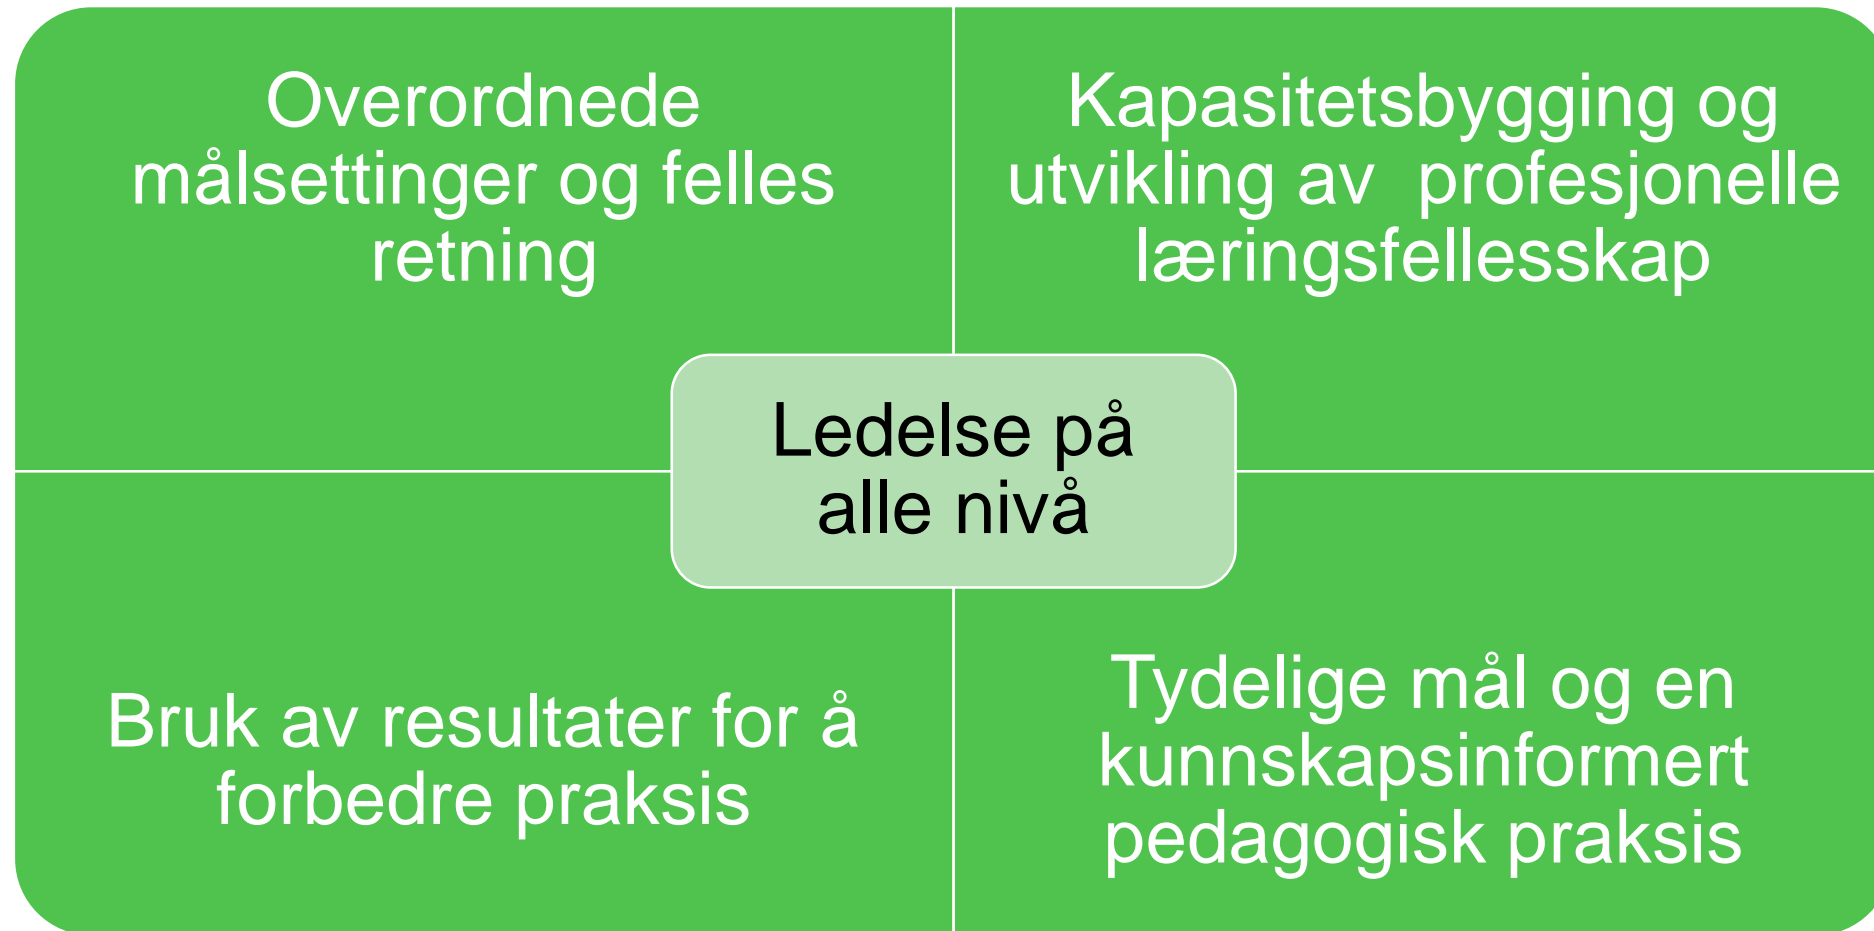 Overordnede
målsettinger og felles
retning
Kapasitetsbygging og
utvikling av  profesjonelle
læringsfellesskap
Ledelse på
alle nivå
Bruk av resultater for å
forbedre praksis
Tydelige mål og en
kunnskapsinformert
pedagogisk praksis